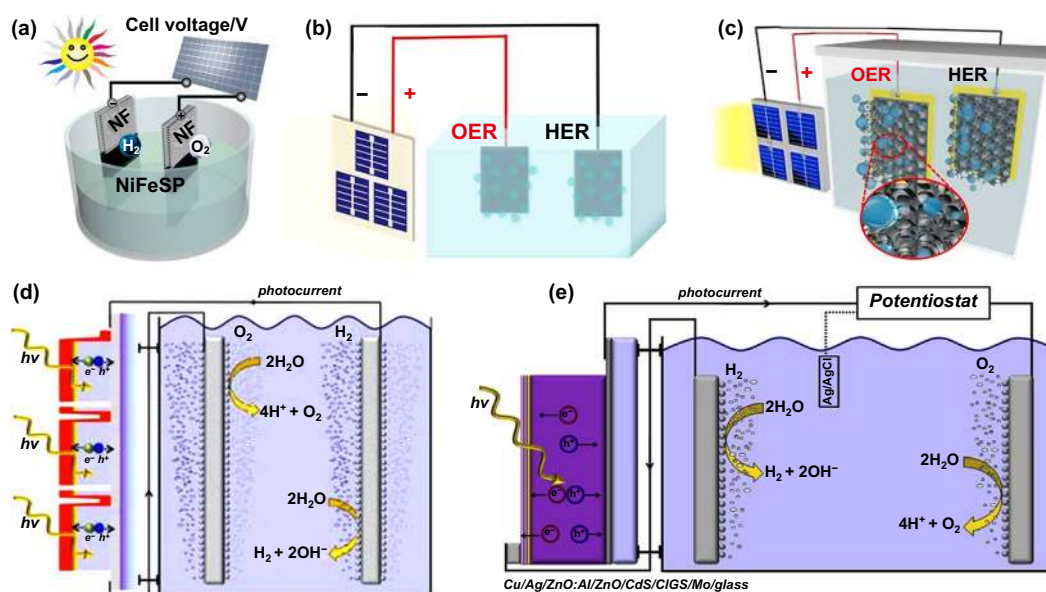 (a)
Cell voltage/V
−
+
NF
NF
H₂
O₂
NiFeSP
(b)
−
+
OER
HER
(c)
−
+
OER
HER
(d)
photocurrent
hv
e⁻ h⁺
hv
e⁻ h⁺
hv
e⁻ h⁺
O₂
H₂
2H₂O
4H⁺ + O₂
2H₂O
H₂ + 2OH⁻
(e)
photocurrent
Potentiostat
Ag/AgCl
hv
e⁻
h⁺
e⁻
h⁺
e⁻
h⁺
H₂
O₂
2H₂O
H₂ + 2OH⁻
2H₂O
4H⁺ + O₂
Cu/Ag/ZnO:Al/ZnO/CdS/CIGS/Mo/glass